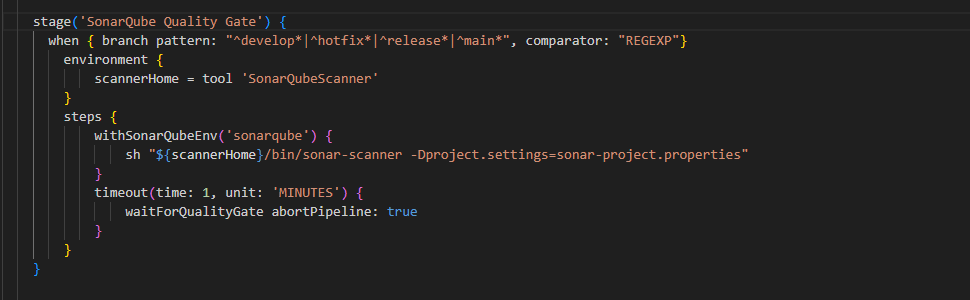 stage('SonarQube Quality Gate') {
when { branch pattern: "^develop*|^hotfix*|^release*|^main*", comparator: "REGEXP"}
environment {
scannerHome = tool 'SonarQubeScanner'
}
steps {
withSonarQubeEnv('sonarqube') {
sh "${scannerHome}/bin/sonar-scanner -Dproject.settings=sonar-project.properties"
}
timeout(time: 1, unit: 'MINUTES') {
waitForQualityGate abortPipeline: true
}
}
}